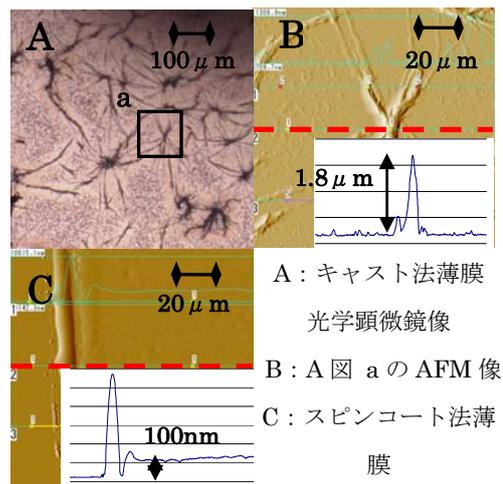 A
100μm
a
B
20μm
1.8μm
C
20μm
100nm
A：キャスト法薄膜
光学顕微鏡像
B：A図 aのAFM像
C：スピンコート法薄
膜